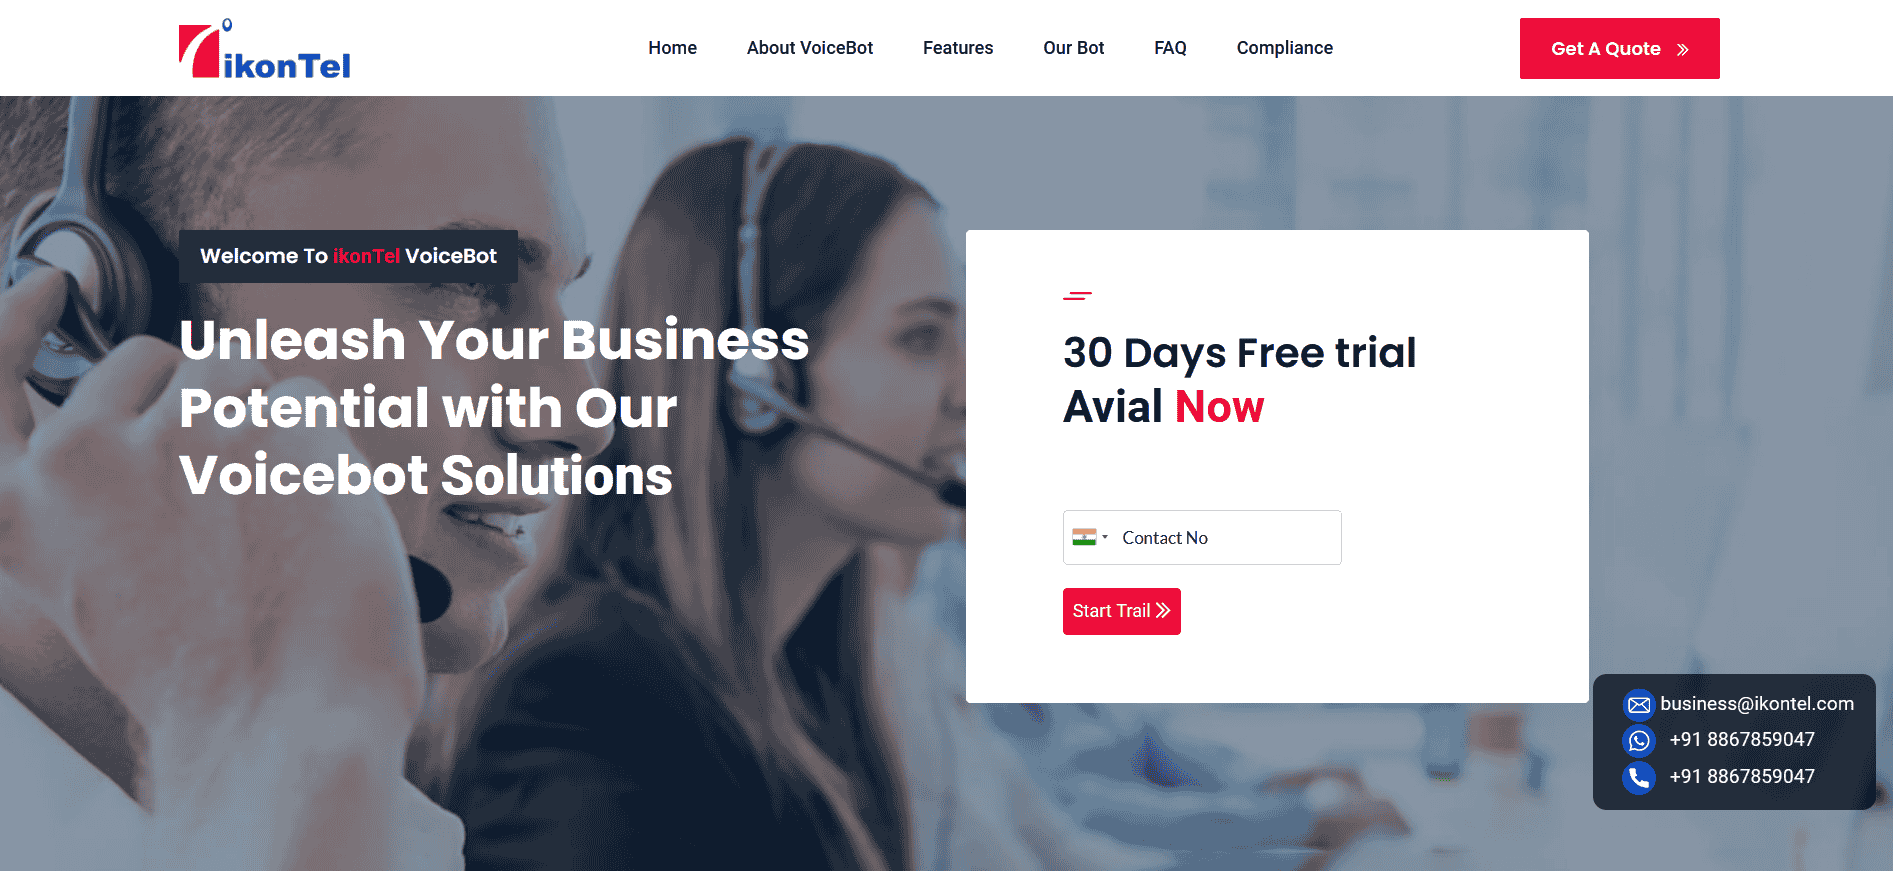 ikonTel
Home
About VoiceBot
Features
Our Bot
FAQ
Compliance
Get A Quote
Welcome To ikonTel VoiceBot
Unleash Your Business
Potential with Our
Voicebot Solutions
30 Days Free trial
Avial Now
Contact No
Start Trail
business@ikontel.com
+91 8867859047
+91 8867859047